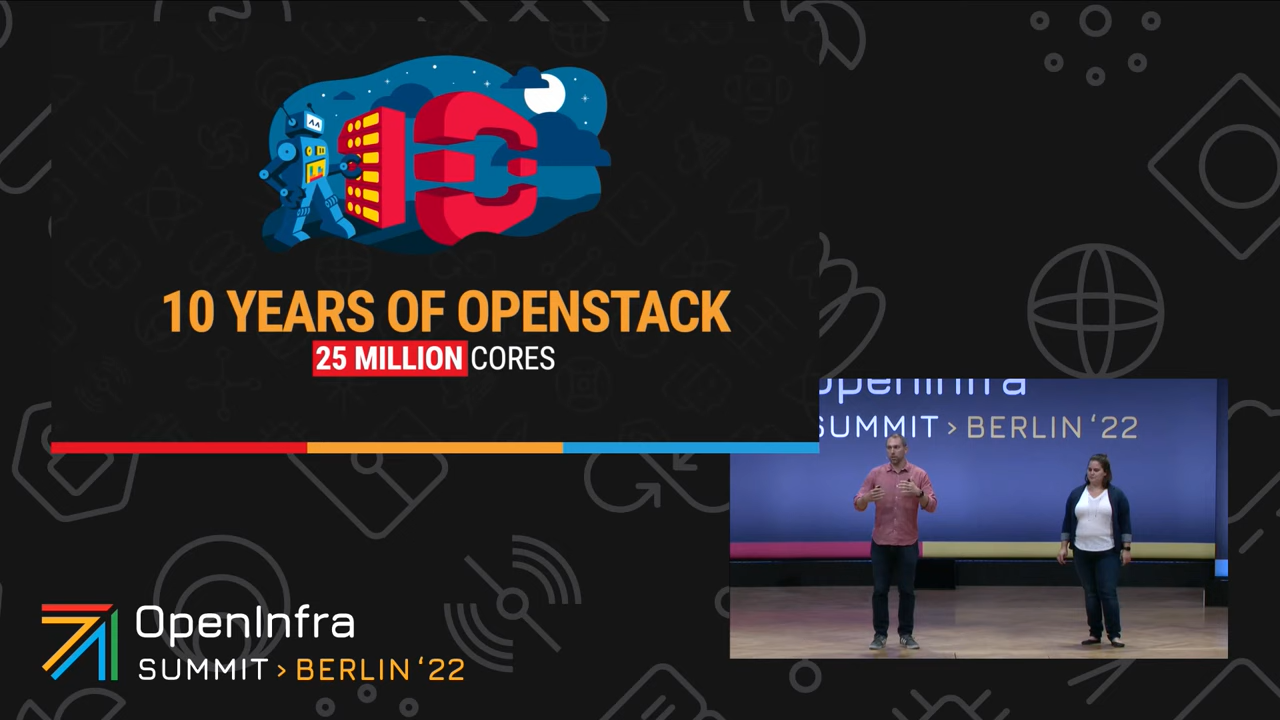 10 YEARS OF OPENSTACK
25 MILLION CORES
OpenInfra
SUMMIT > BERLIN '22
OpenInfra
SUMMIT > BERLIN '22